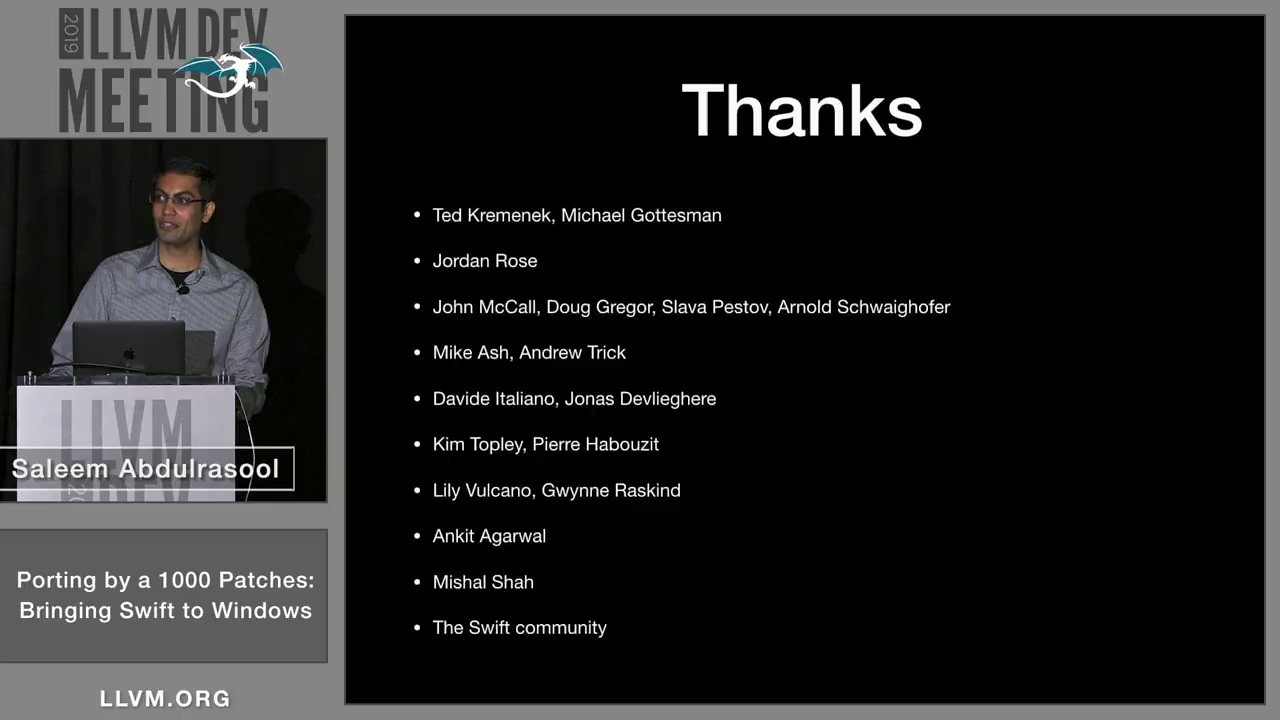 2019
LLVM DEV
MEETING
LLVM
Saleem Abdulrasool
Porting by a 1000 Patches:
Bringing Swift to Windows
LLVM.ORG
Thanks
• Ted Kremenek, Michael Gottesman
• Jordan Rose
• John McCall, Doug Gregor, Slava Pestov, Arnold Schwaighofer
• Mike Ash, Andrew Trick
• Davide Italiano, Jonas Devlieghere
• Kim Topley, Pierre Habouzit
• Lily Vulcano, Gwynne Raskind
• Ankit Agarwal
• Mishal Shah
• The Swift community